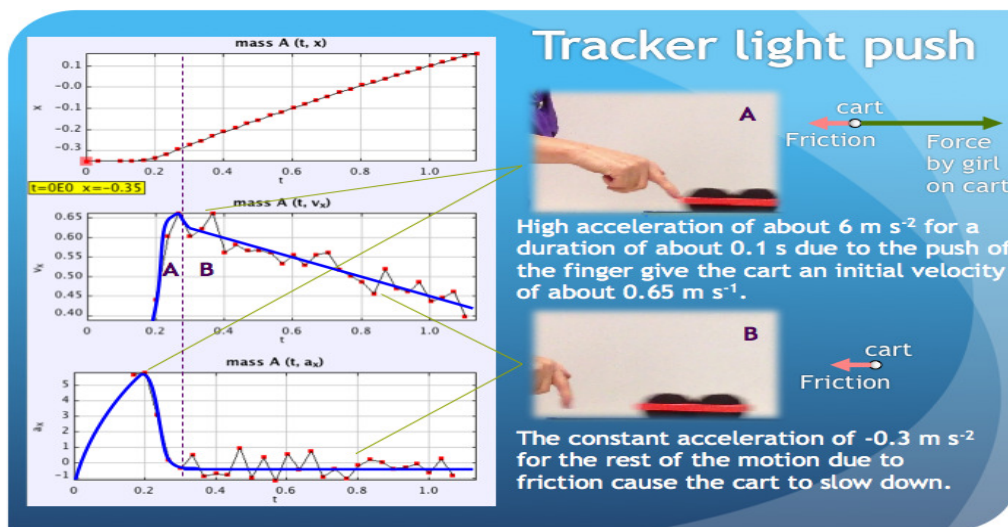 Tracker light push
mass A (t, x)
0.1
-0.0
-0.1
-0.2
-0.3
x
0 0.2 0.4 0.6 0.8 1.0
t
t=0E0 x=-0.35
mass A (t, vx)
0.65
0.60
0.55
0.50
0.45
0.40
vx
A B
0 0.2 0.4 0.6 0.8 1.0
t
mass A (t, ax)
5
4
3
2
1
0
-1
ax
0 0.2 0.4 0.6 0.8 1.0
t
A
cart
Friction
Force
by girl
on cart
High acceleration of about 6 m s-2 for a
duration of about 0.1 s due to the push of
the finger give the cart an initial velocity
of about 0.65 m s-1.
B
cart
Friction
The constant acceleration of -0.3 m s-2
for the rest of the motion due to
friction cause the cart to slow down.